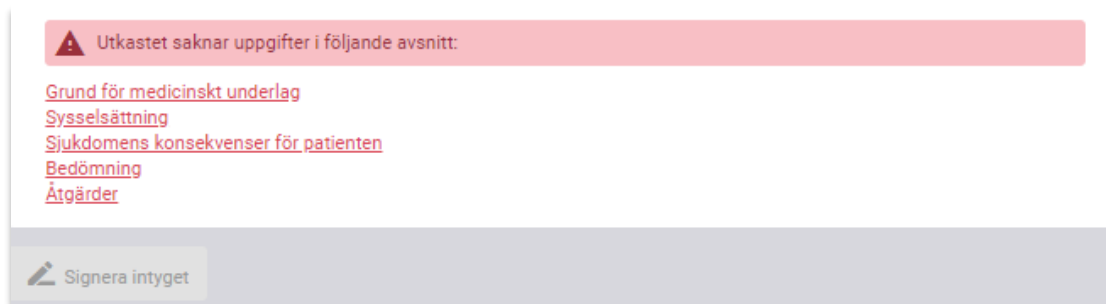 Utkastet saknar uppgifter i följande avsnitt:
Grund för medicinskt underlag
Sysselsättning
Sjukdomens konsekvenser för patienten
Bedömning
Åtgärder
Signera intyget